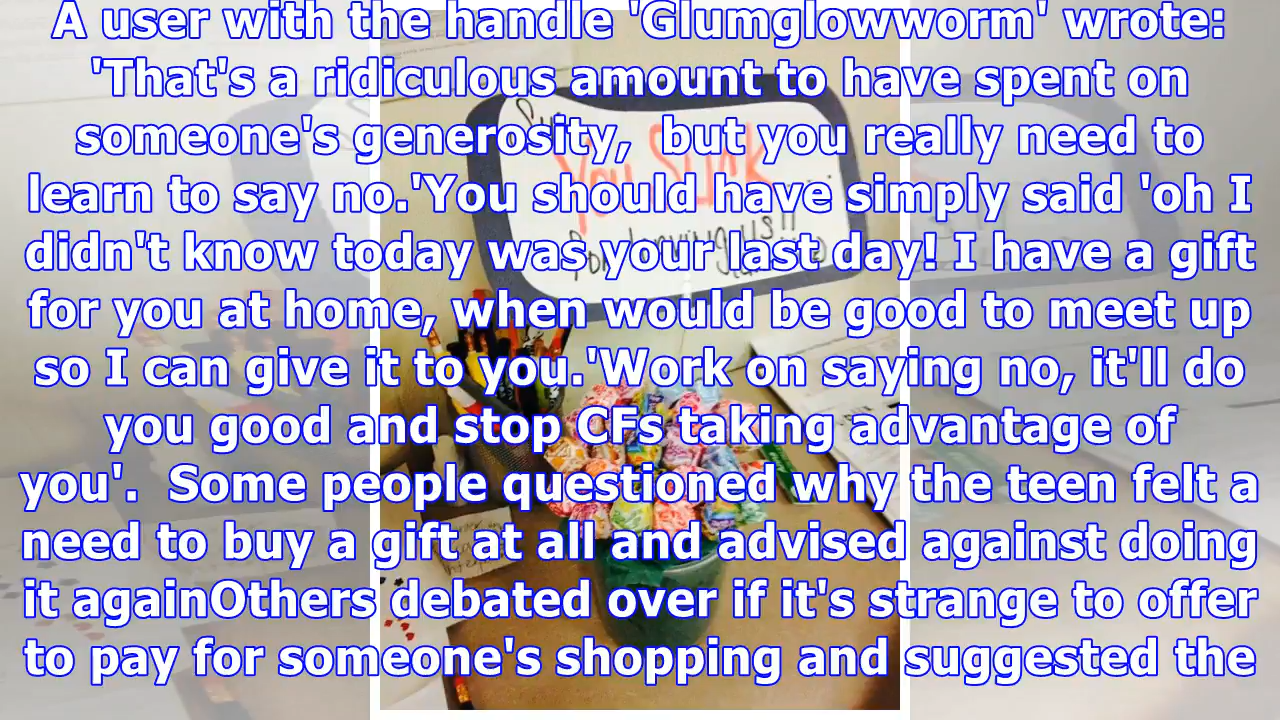 A user with the handle 'Glumglowworm' wrote:
'That's a ridiculous amount to have spent on
someone's generosity,  but you really need to
learn to say no.'You should have simply said 'oh I
didn't know today was your last day! I have a gift
for you at home, when would be good to meet up
so I can give it to you.'Work on saying no, it'll do
you good and stop CFs taking advantage of
you'.  Some people questioned why the teen felt a
need to buy a gift at all and advised against doing
it againOthers debated over if it's strange to offer
to pay for someone's shopping and suggested the
You Suck